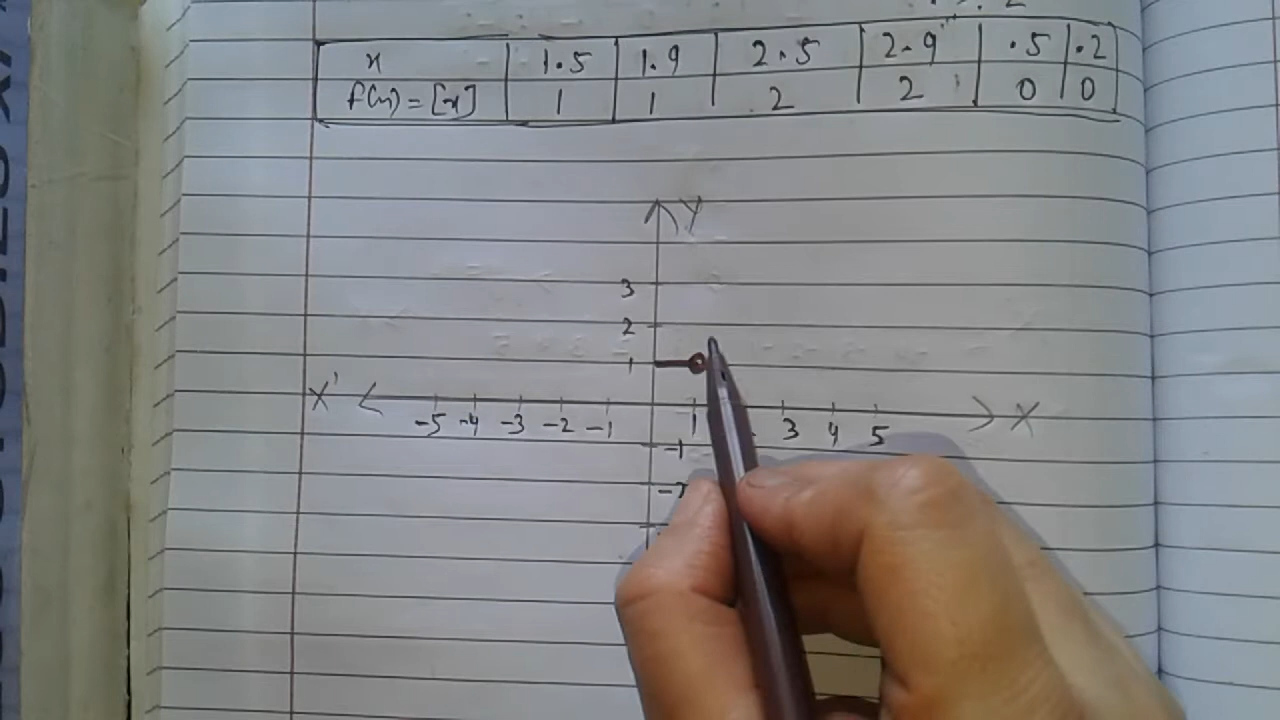 x 1.5 1.9 2.5 2.9 .5 .2
f(x) = [x] 1 1 2 2 0 0
Y
3
2
1
X' X
-5 -4 -3 -2 -1 1 3 4 5
-1